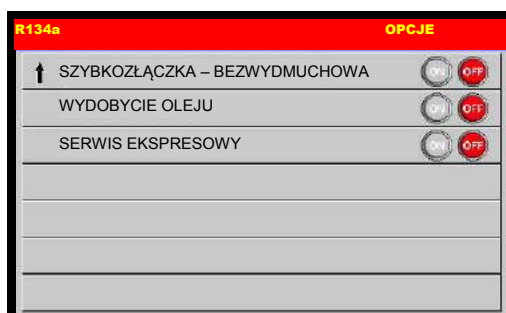 R134a OPCJE
SZYBKOZŁĄCZKA – BEZWYDMUCHOWA ON OFF
WYDOBYCIE OLEJU ON OFF
SERWIS EKSPRESOWY ON OFF